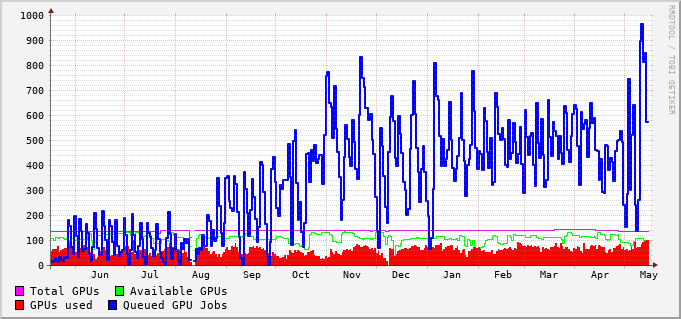 1000
900
800
700
600
500
400
300
200
100
0
Jun Jul Aug Sep Oct Nov Dec Jan Feb Mar Apr May
Total GPUs Available GPUs
GPUs used Queued GPU Jobs
RRDTOOL / TOBI OETIKER